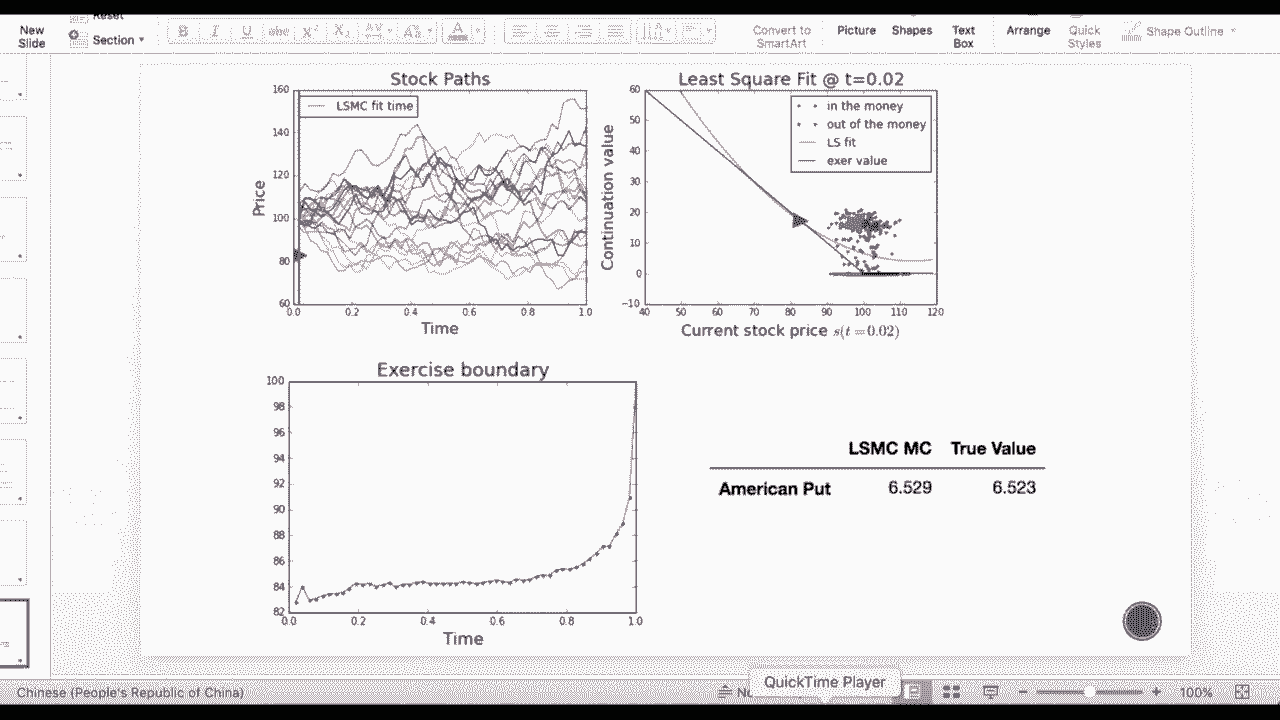 Reset
New
Slide
Section
B I U abc X² X₂ AV Aa A
Convert to
SmartArt
Picture
Shapes
Text
Box
Arrange
Quick
Styles
Shape Outline
Stock Paths
LSMC fit time
160
140
120
100
80
60
Price
0.0 0.2 0.4 0.6 0.8 1.0
Time
Least Square Fit @ t=0.02
in the money
out of the money
LS fit
exer value
60
50
40
30
20
10
0
−10
Continuation value
40 50 60 70 80 90 100 110 120
Current stock price s(t=0.02)
Exercise boundary
100
98
96
94
92
90
88
86
84
82
0.0 0.2 0.4 0.6 0.8 1.0
Time
LSMC MC True Value
American Put 6.529 6.523
Chinese (People's Republic of China)
QuickTime Player
100%